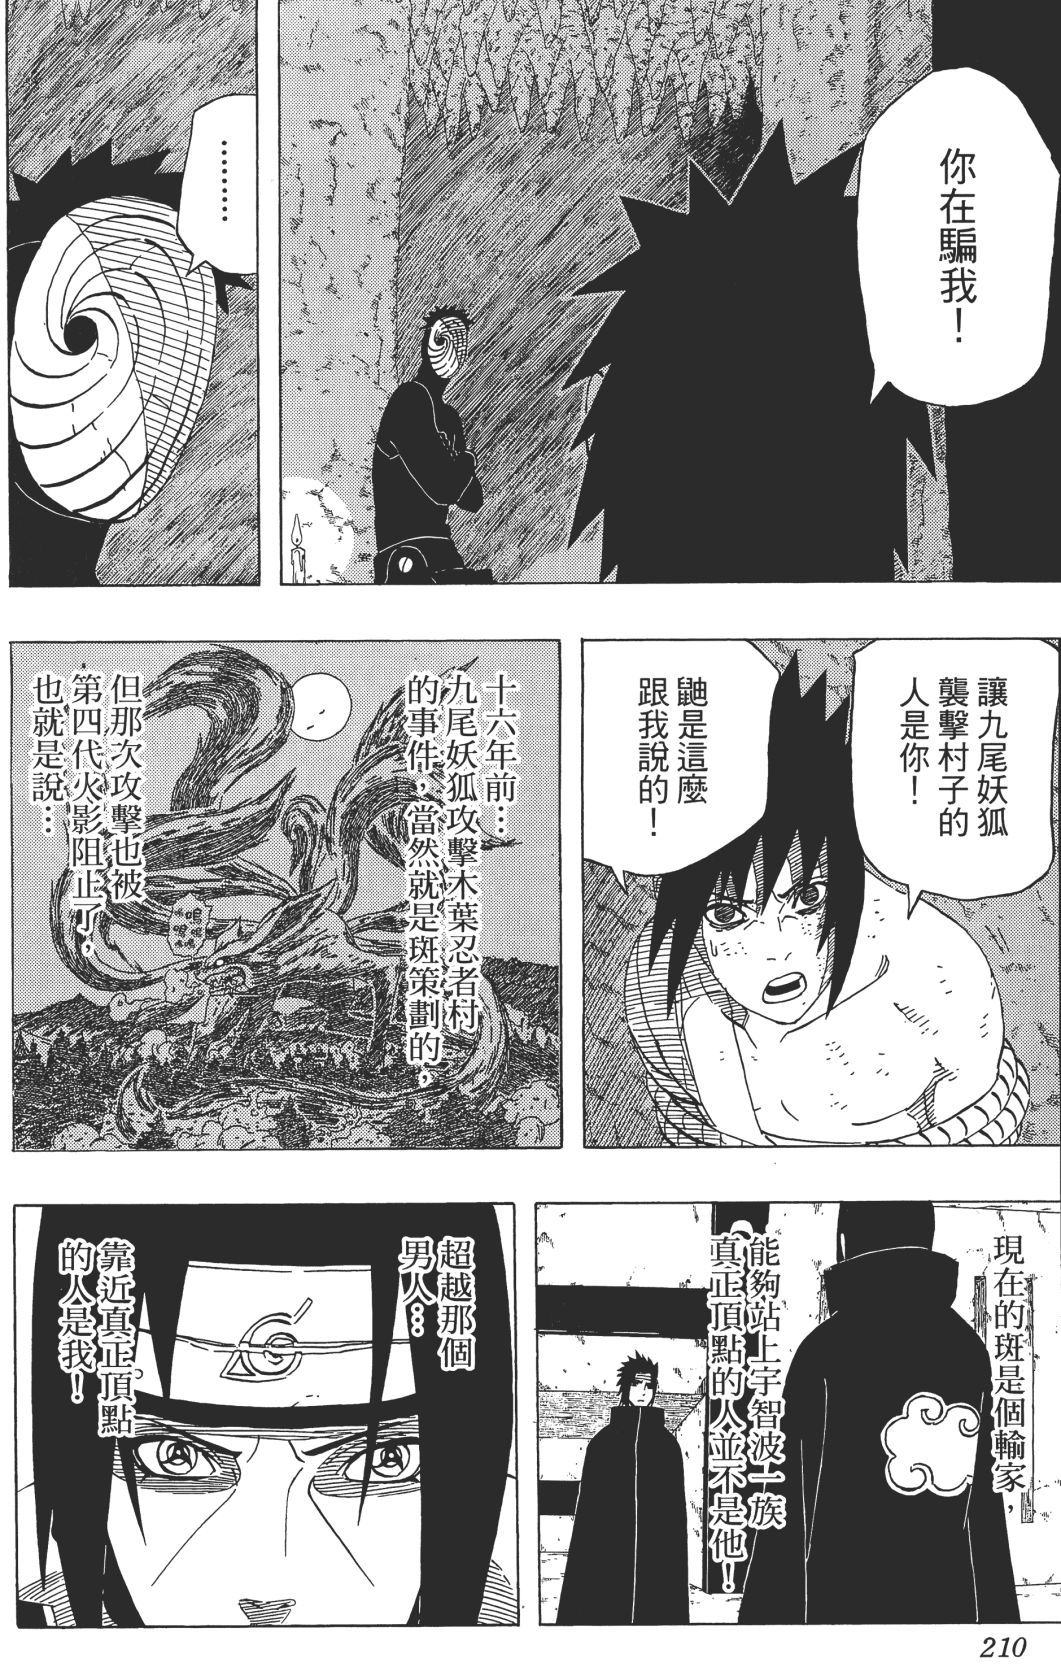 你在騙我！
………
讓九尾妖狐
襲擊村子的
人是你！
鼬是這麼
跟我說的！
十六年前…
九尾妖狐攻擊木葉忍者村
的事件，當然就是斑策劃的，
但那次攻擊也被
第四代火影阻止了，
也就是說…
現在的斑是個輸家，
能夠站上宇智波一族
真正頂點的人並不是他！
超越那個
男人…
靠近真正頂點
的人是我！
210